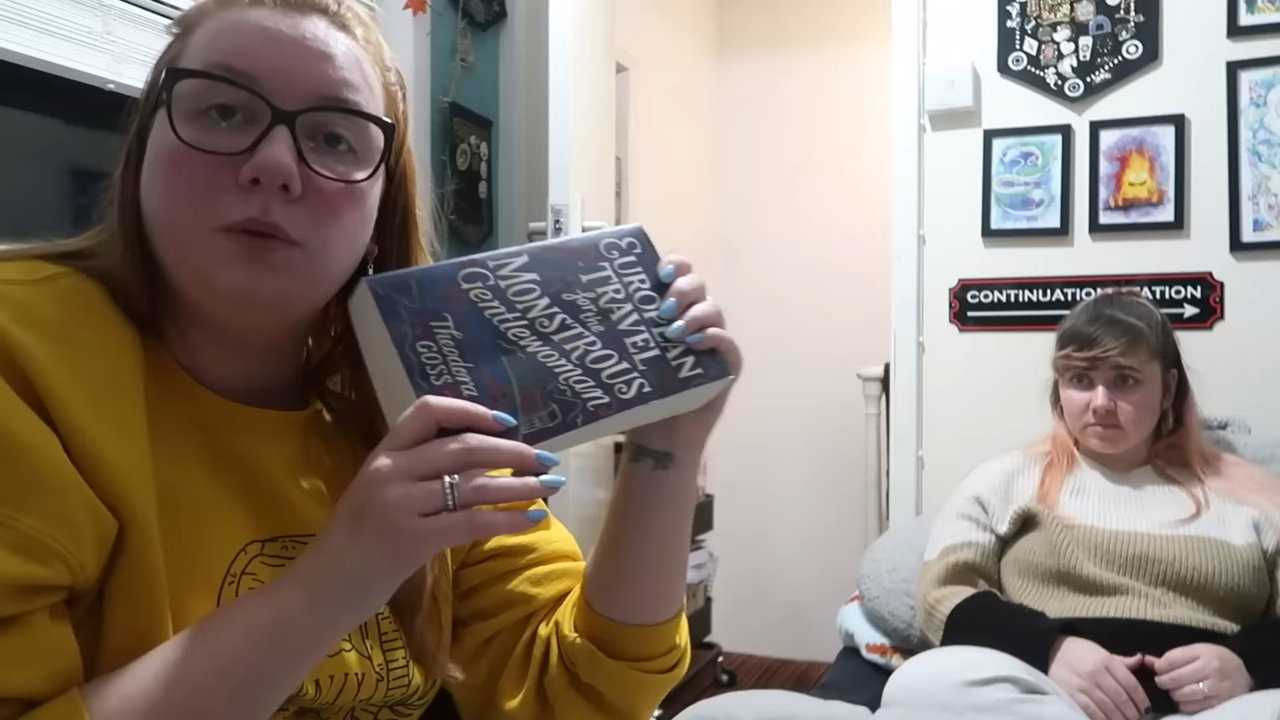 EUROPEAN
TRAVEL
for the
MONSTROUS
Gentlewoman
Theodora
GOSS
CONTINUATION STATION